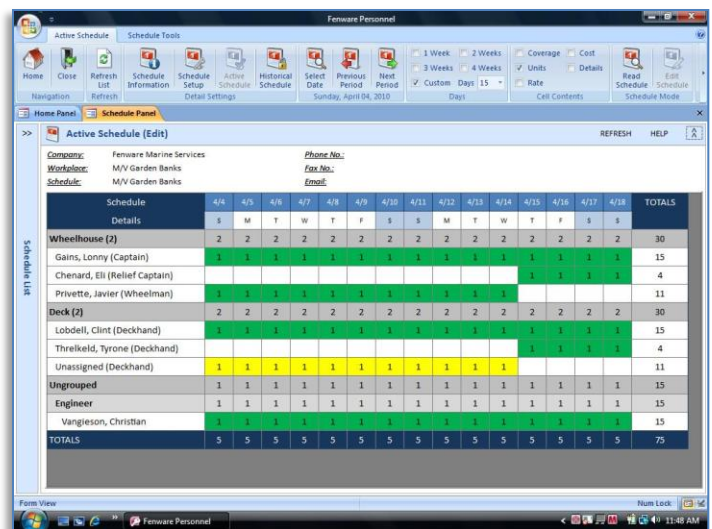 Fenware Personnel
Active Schedule Schedule Tools
Home Close Refresh List Schedule Information Schedule Setup Active Schedule Historical Schedule Select Date Previous Period Next Period 1 Week 2 Weeks 3 Weeks 4 Weeks Custom Days 15 Coverage Cost Units Details Rate Read Schedule Edit Schedule
Navigation Refresh Detail Settings Sunday, April 04, 2010 Days Cell Contents Schedule Mode
Home Panel Schedule Panel
>> Active Schedule (Edit) REFRESH HELP
Company: Fenware Marine Services Phone No.:
Workplace: M/V Garden Banks Fax No.:
Schedule: M/V Garden Banks Email:
Schedule List
Schedule 4/4 4/5 4/6 4/7 4/8 4/9 4/10 4/11 4/12 4/13 4/14 4/15 4/16 4/17 4/18 TOTALS
Details S M T W T F S S M T W T F S S
Wheelhouse (2) 2 2 2 2 2 2 2 2 2 2 2 2 2 2 2 30
Gains, Lonny (Captain) 1 1 1 1 1 1 1 1 1 1 1 1 1 1 1 15
Chenard, Eli (Relief Captain) 1 1 1 1 4
Privette, Javier (Wheelman) 1 1 1 1 1 1 1 1 1 1 1 11
Deck (2) 2 2 2 2 2 2 2 2 2 2 2 2 2 2 2 30
Lobdell, Clint (Deckhand) 1 1 1 1 1 1 1 1 1 1 1 1 1 1 1 15
Threlkeld, Tyrone (Deckhand) 1 1 1 1 4
Unassigned (Deckhand) 1 1 1 1 1 1 1 1 1 1 1 11
Ungrouped 1 1 1 1 1 1 1 1 1 1 1 1 1 1 1 15
Engineer 1 1 1 1 1 1 1 1 1 1 1 1 1 1 1 15
Vangieson, Christian 1 1 1 1 1 1 1 1 1 1 1 1 1 1 1 15
TOTALS 5 5 5 5 5 5 5 5 5 5 5 5 5 5 5 75
Form View Num Lock
Fenware Personnel 11:48 AM